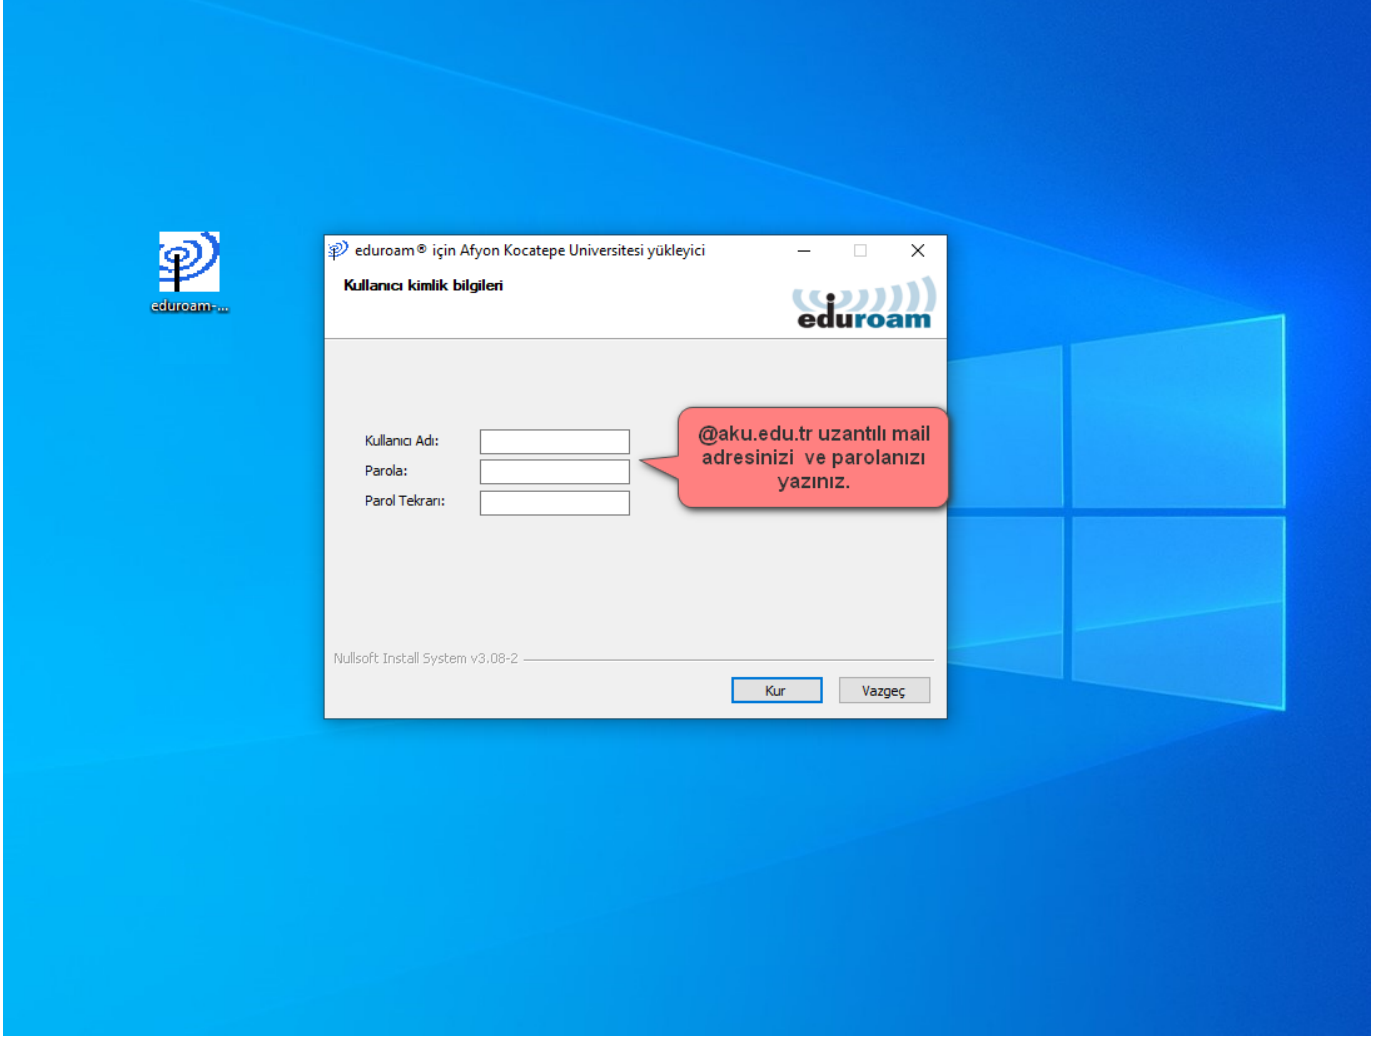 eduroam-...
eduroam® için Afyon Kocatepe Universitesi yükleyici
Kullanıcı kimlik bilgileri
eduroam
Kullanıcı Adı:
Parola:
Parol Tekrarı:
@aku.edu.tr uzantılı mail
adresinizi ve parolanızı
yazınız.
Nullsoft Install System v3.08-2
Kur
Vazgeç